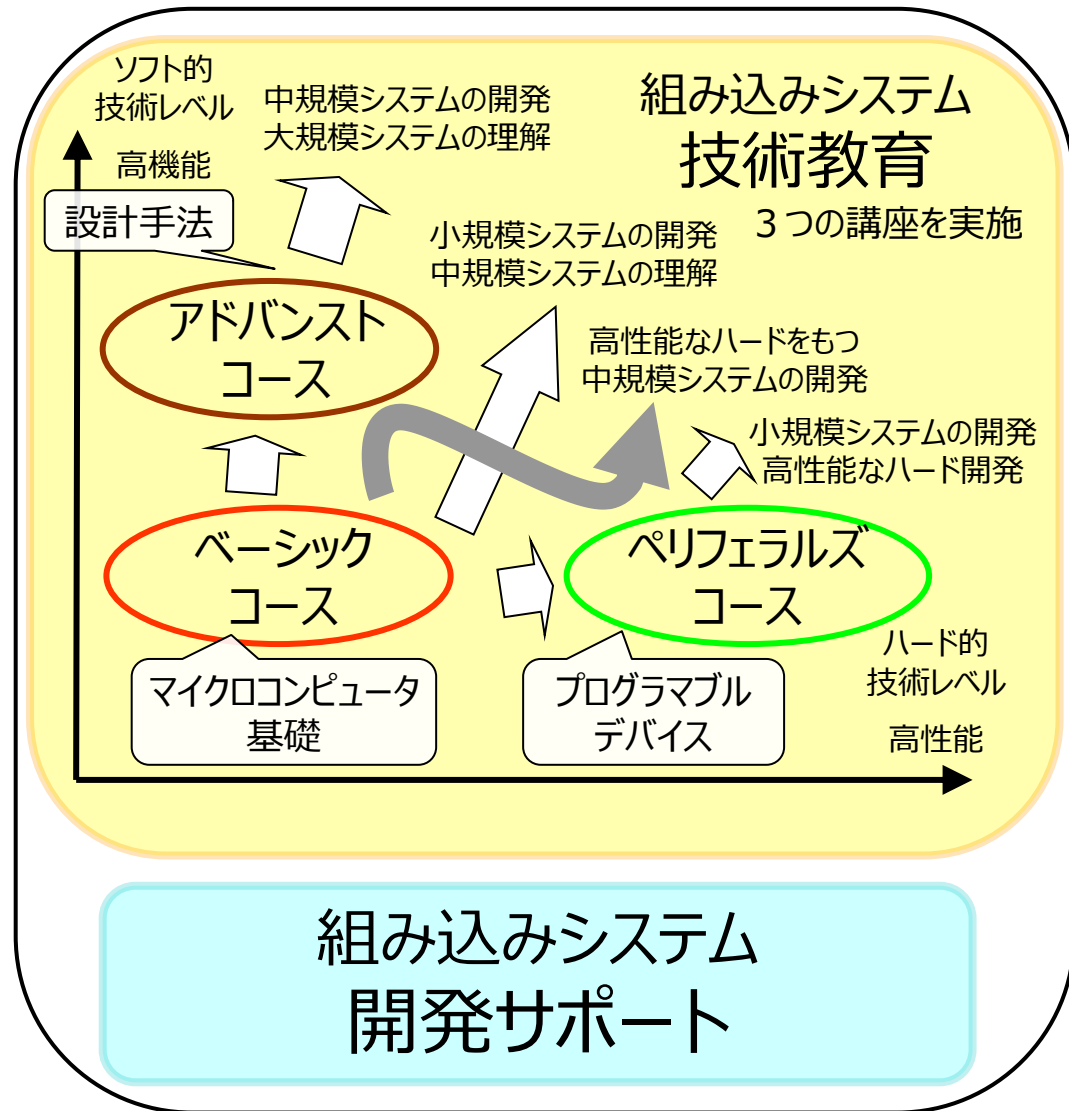 ソフト的
技術レベル
高機能
中規模システムの開発
大規模システムの理解
組み込みシステム
技術教育
３つの講座を実施
設計手法
小規模システムの開発
中規模システムの理解
アドバンスト
コース
高性能なハードをもつ
中規模システムの開発
小規模システムの開発
高性能なハード開発
ベーシック
コース
ペリフェラルズ
コース
マイクロコンピュータ
基礎
プログラマブル
デバイス
ハード的
技術レベル
高性能
組み込みシステム
開発サポート